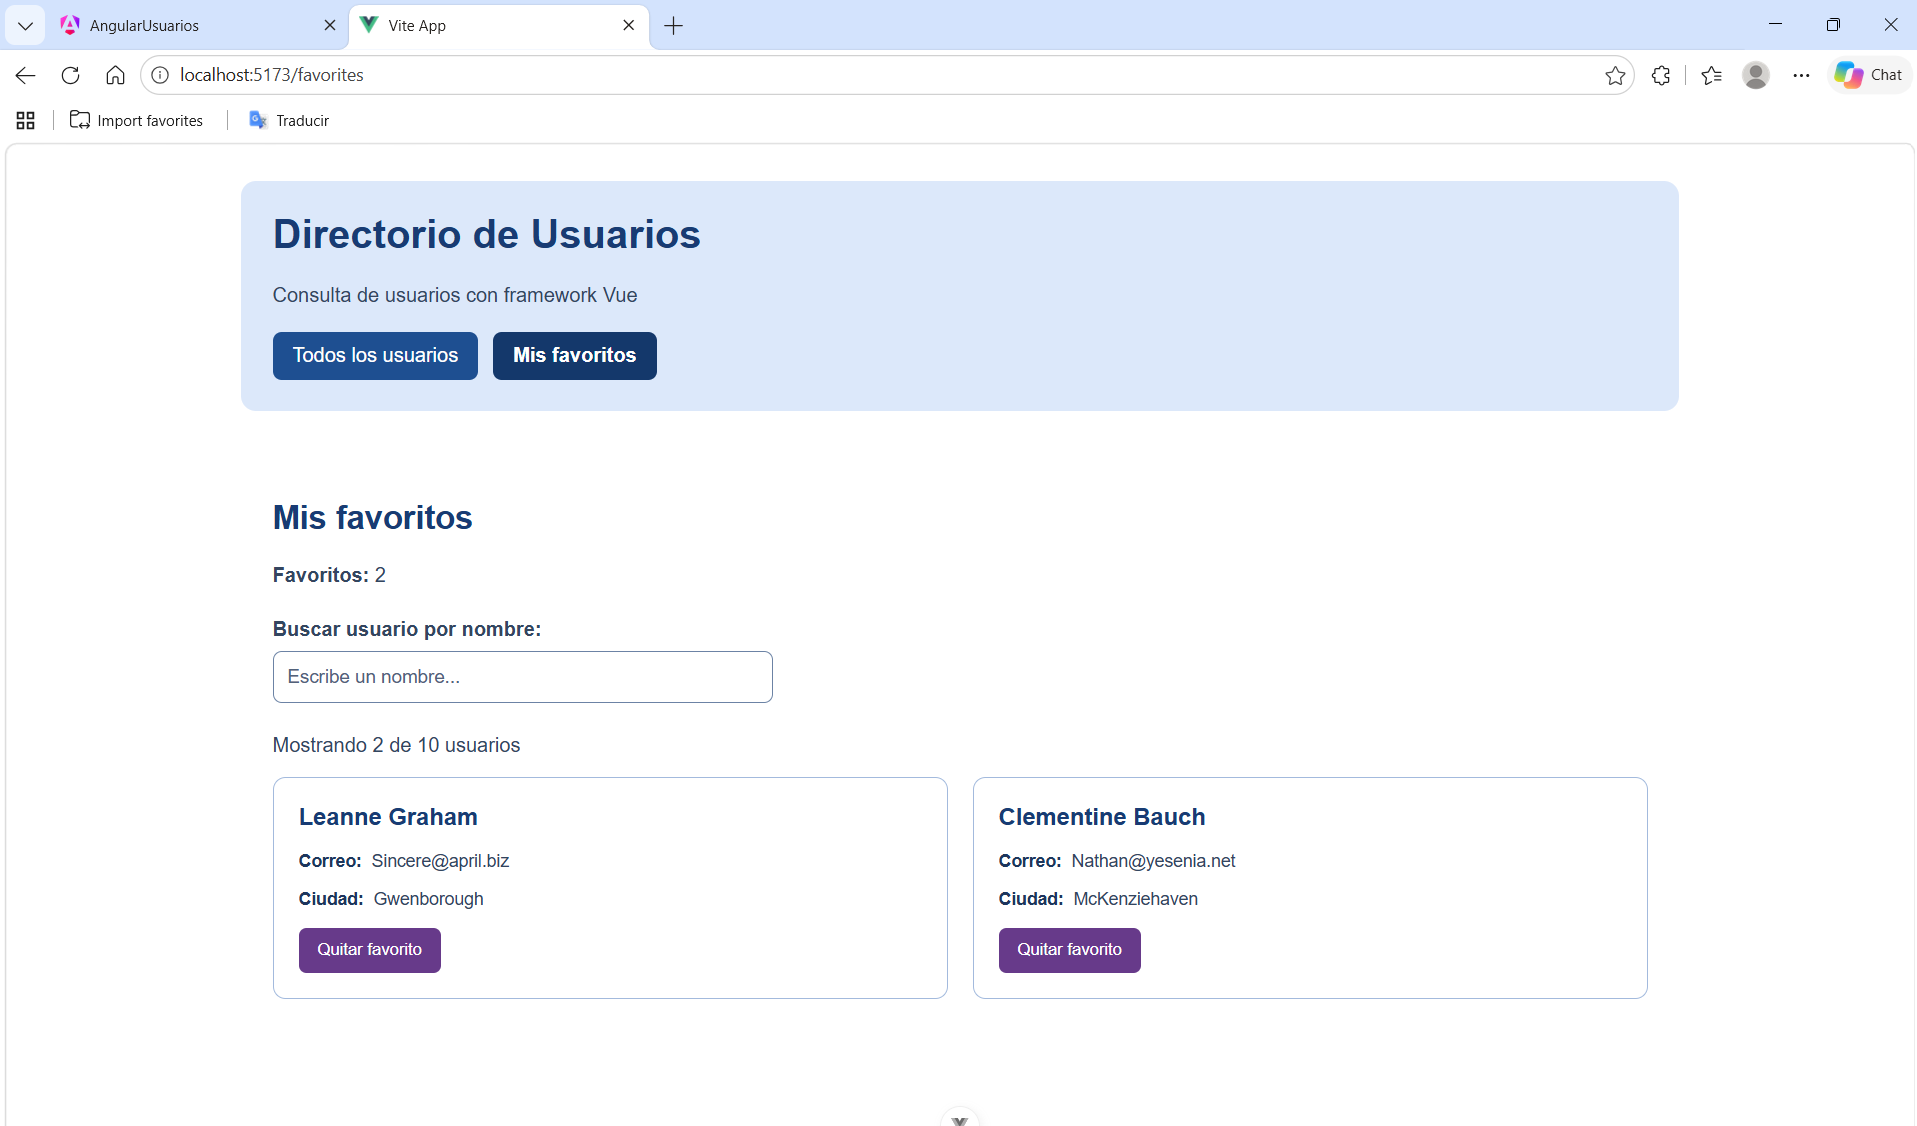 AngularUsuarios
Vite App
localhost:5173/favorites
Chat
Import favorites
Traducir
Directorio de Usuarios
Consulta de usuarios con framework Vue
Todos los usuarios
Mis favoritos
Mis favoritos
Favoritos: 2
Buscar usuario por nombre:
Escribe un nombre...
Mostrando 2 de 10 usuarios
Leanne Graham
Correo: Sincere@april.biz
Ciudad: Gwenborough
Quitar favorito
Clementine Bauch
Correo: Nathan@yesenia.net
Ciudad: McKenziehaven
Quitar favorito